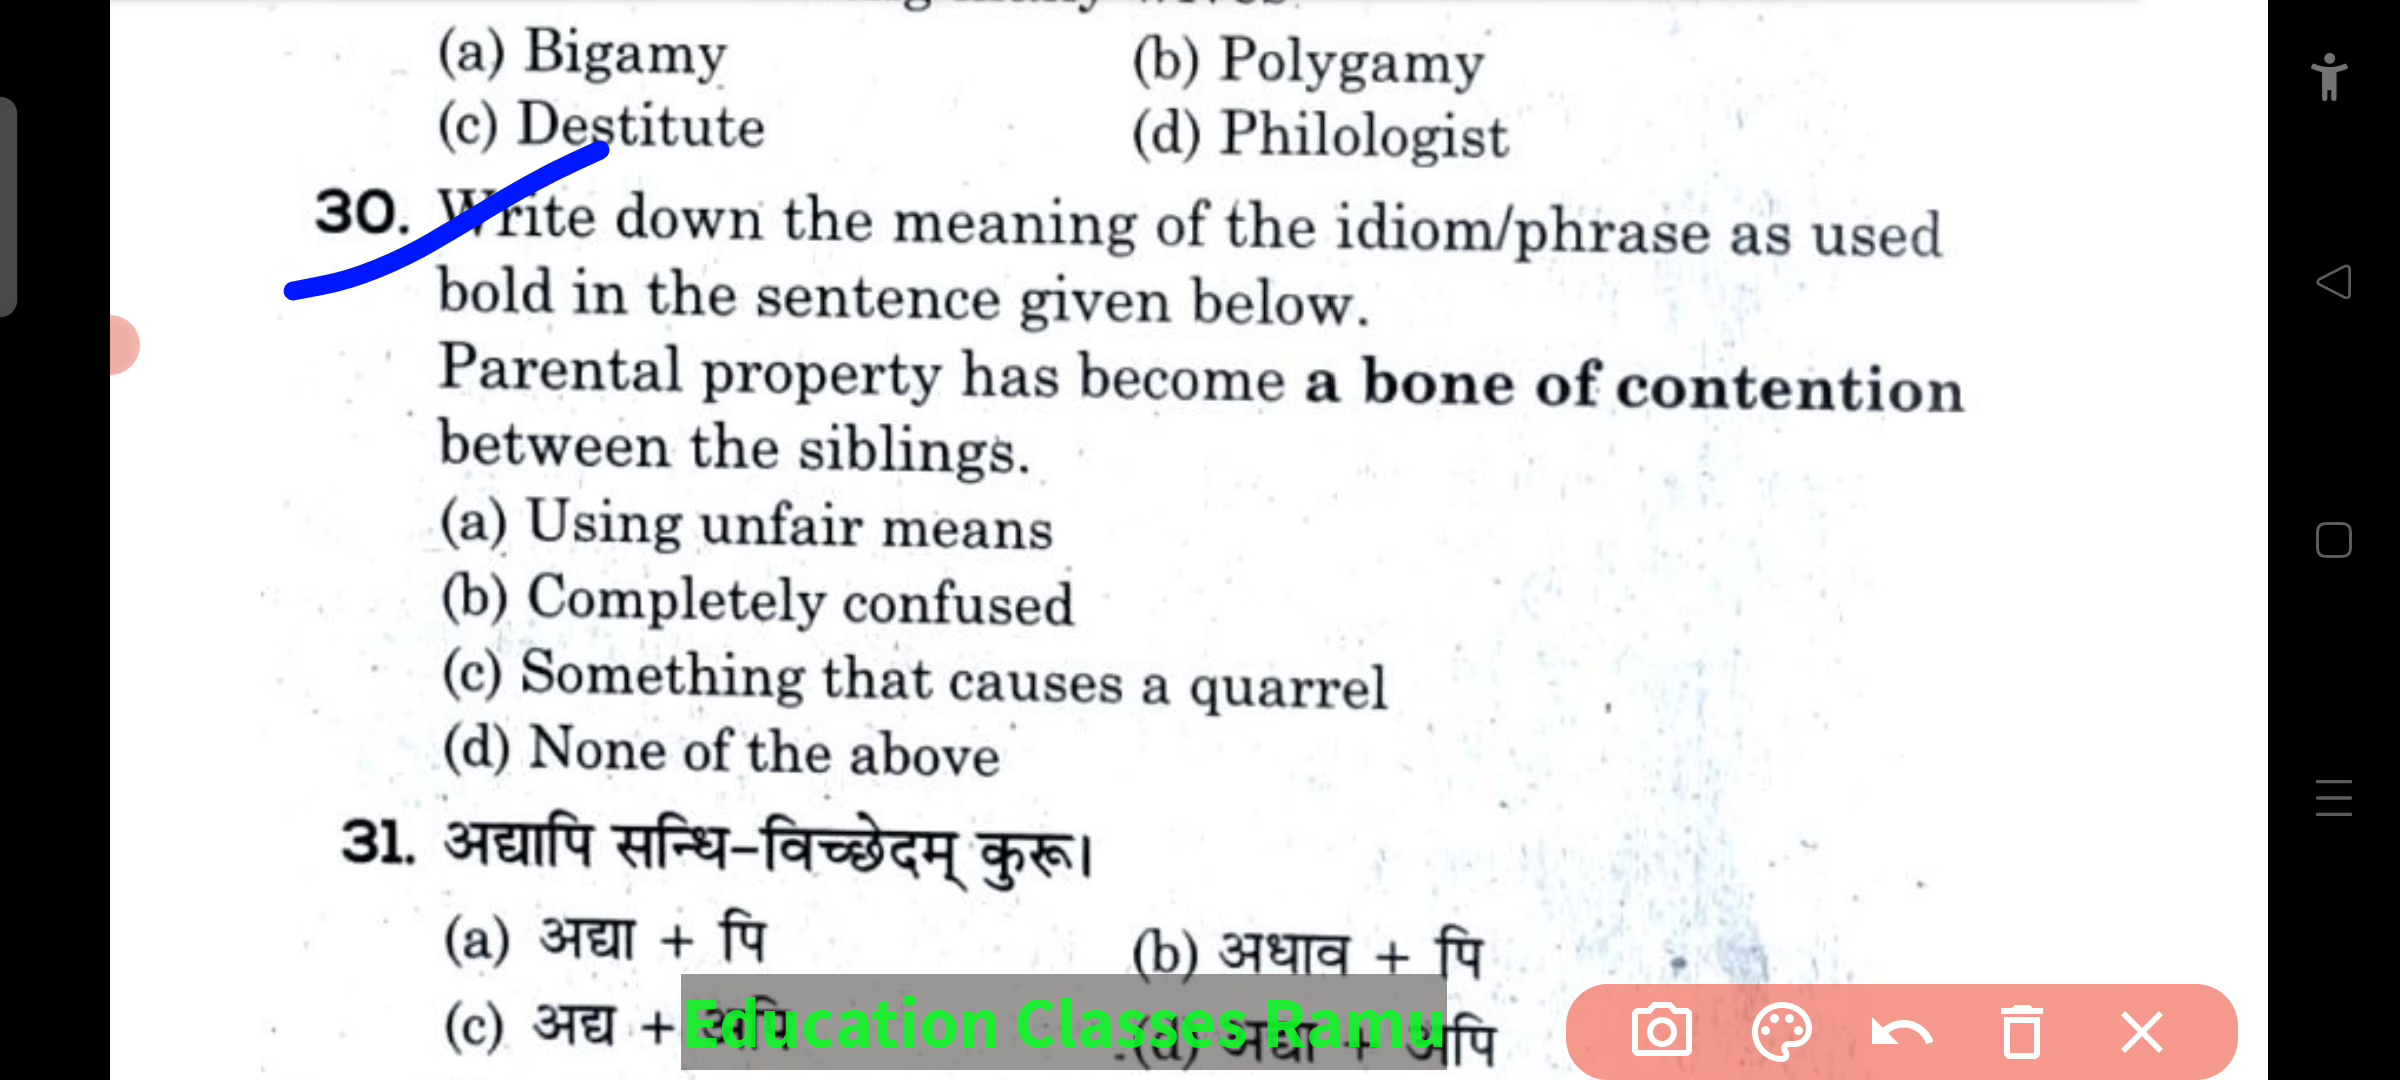 (a) Bigamy (b) Polygamy
(c) Destitute (d) Philologist
30. Write down the meaning of the idiom/phrase as used
bold in the sentence given below.
Parental property has become a bone of contention
between the siblings.
(a) Using unfair means
(b) Completely confused
(c) Something that causes a quarrel
(d) None of the above
31. अद्यापि सन्धि-विच्छेदम् कुरू।
(a) अद्या + पि (b) अधाव + पि
(c) अद्य + अपि (d) अद्या + अपि
Education Classes Ramu